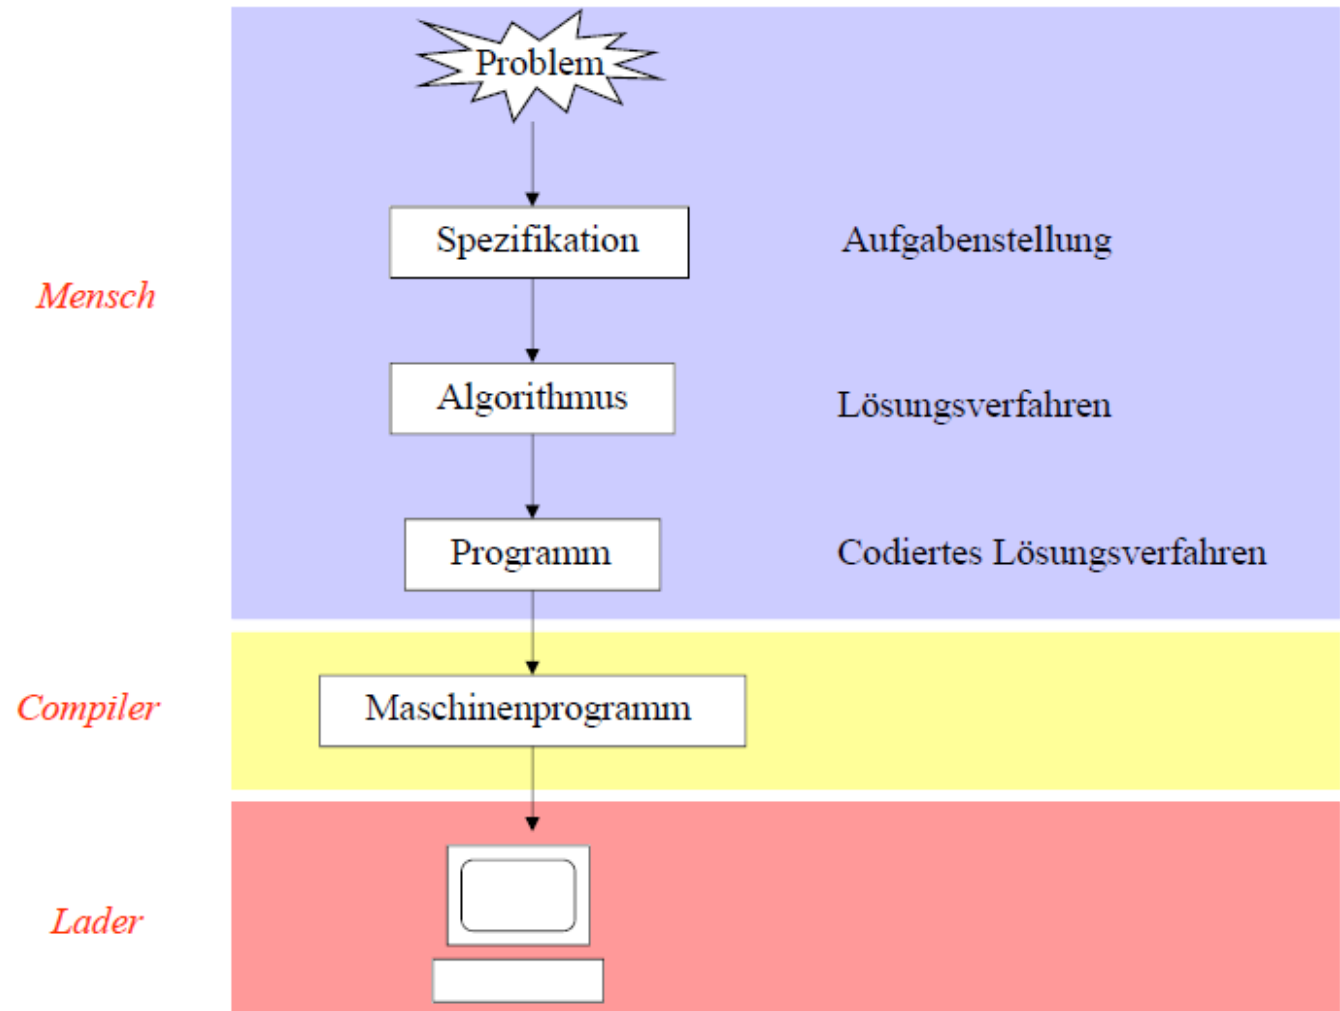 Problem
Spezifikation
Aufgabenstellung
Mensch
Algorithmus
Lösungsverfahren
Programm
Codiertes Lösungsverfahren
Compiler
Maschinenprogramm
Lader